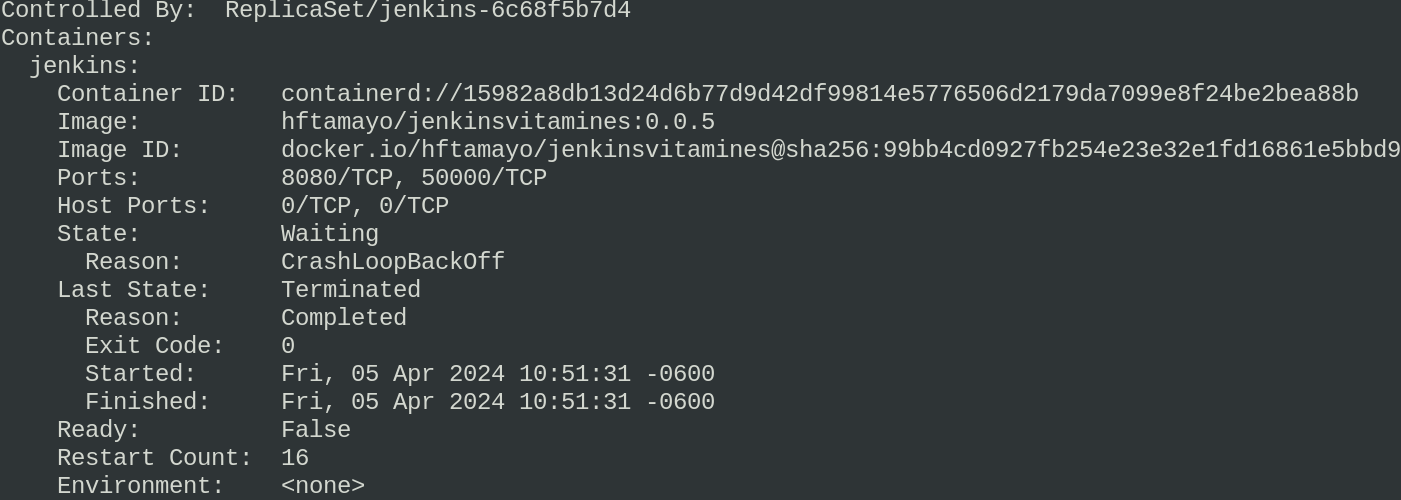 Controlled By:  ReplicaSet/jenkins-6c68f5b7d4
Containers:
  jenkins:
    Container ID:   containerd://15982a8db13d24d6b77d9d42df99814e5776506d2179da7099e8f24be2bea88b
    Image:          hftamayo/jenkinsvitamines:0.0.5
    Image ID:       docker.io/hftamayo/jenkinsvitamines@sha256:99bb4cd0927fb254e23e32e1fd16861e5bbd9
    Ports:          8080/TCP, 50000/TCP
    Host Ports:     0/TCP, 0/TCP
    State:          Waiting
      Reason:       CrashLoopBackOff
    Last State:     Terminated
      Reason:       Completed
      Exit Code:    0
      Started:      Fri, 05 Apr 2024 10:51:31 -0600
      Finished:     Fri, 05 Apr 2024 10:51:31 -0600
    Ready:          False
    Restart Count:  16
    Environment:    <none>